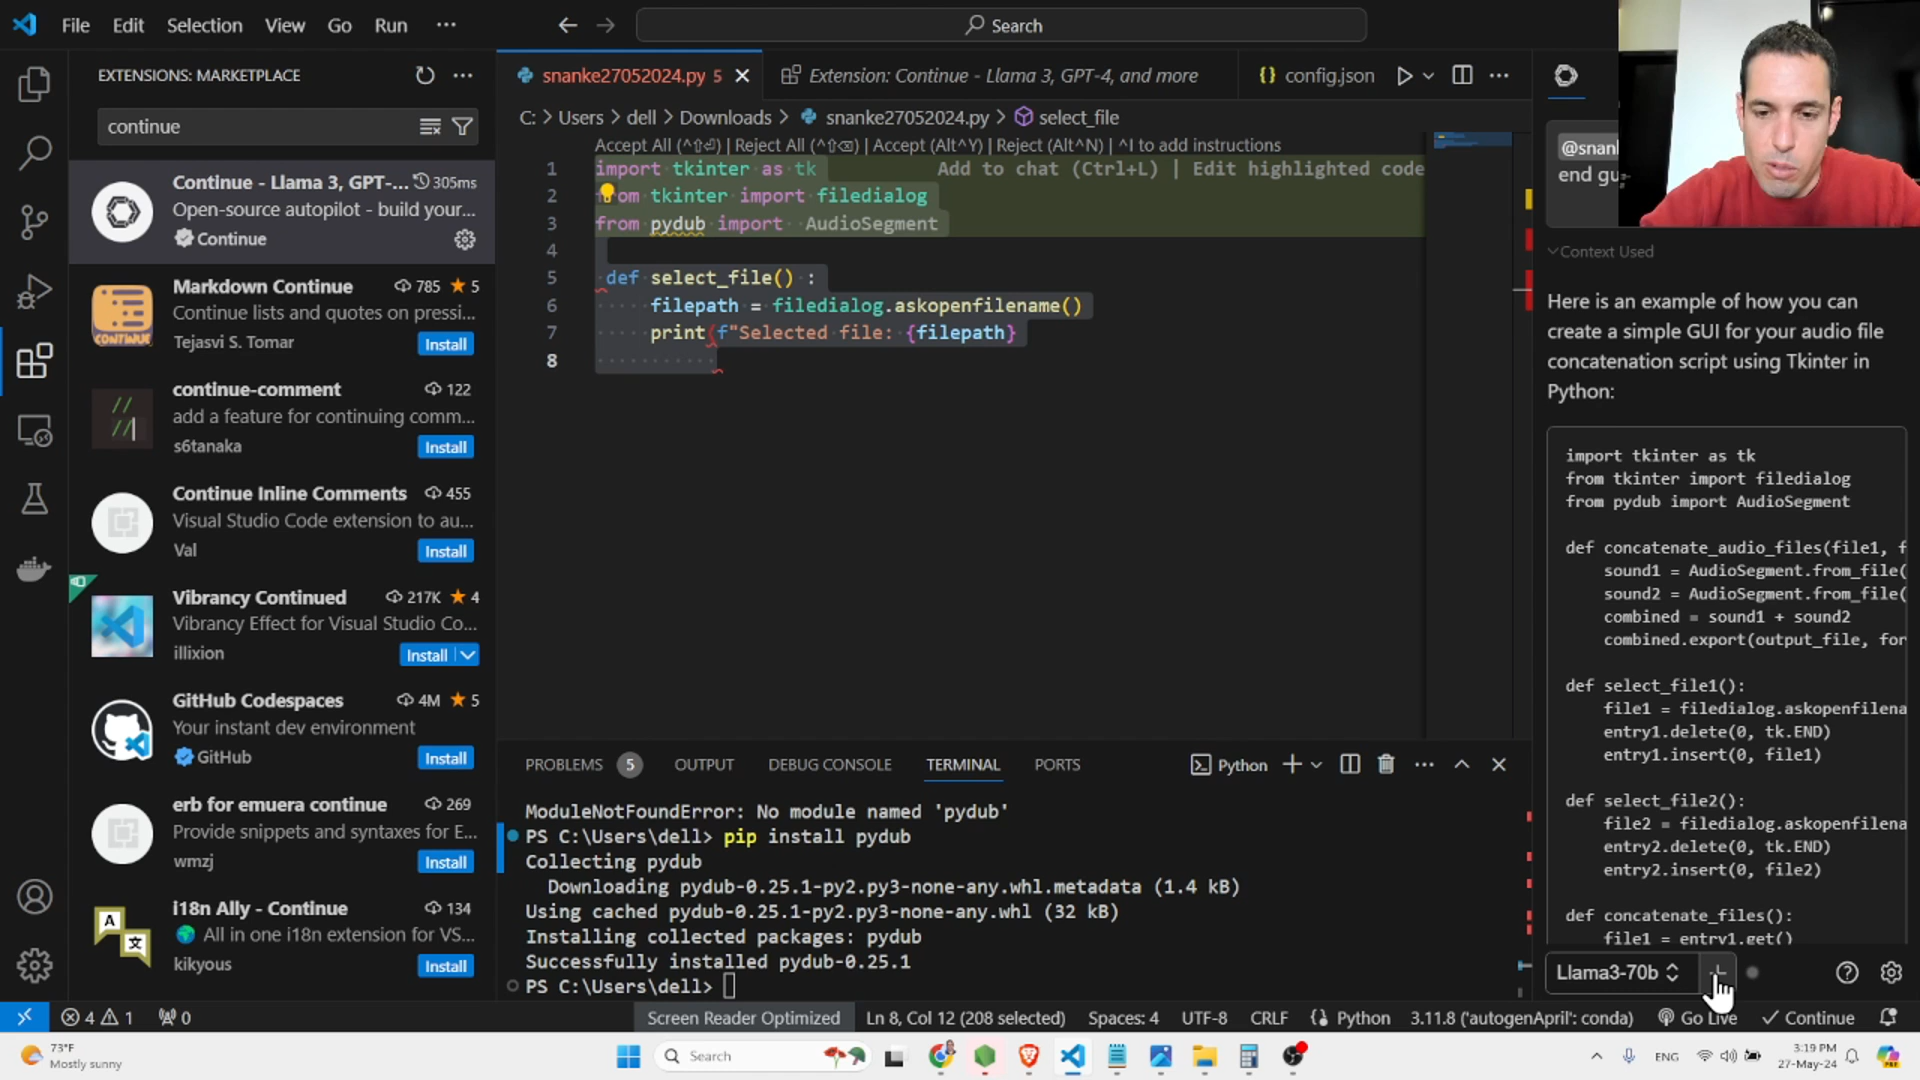 File Edit Selection View Go Run ...
Search
EXTENSIONS: MARKETPLACE
continue
Continue - Llama 3, GPT-... 305ms
Open-source autopilot - build your...
Continue
Markdown Continue 785 5
Continue lists and quotes on pressi...
Tejasvi S. Tomar Install
CONTINUE
continue-comment 122
add a feature for continuing comm...
s6tanaka Install
//
//
Continue Inline Comments 455
Visual Studio Code extension to au...
Val Install
Vibrancy Continued 217K 4
Vibrancy Effect for Visual Studio Co...
illixion Install
GitHub Codespaces 4M 5
Your instant dev environment
GitHub Install
erb for emuera continue 269
Provide snippets and syntaxes for E...
wmzj Install
i18n Ally - Continue 134
All in one i18n extension for VS...
kikyous Install
A
文
snanke27052024.py 5
Extension: Continue - Llama 3, GPT-4, and more
{} config.json
C: > Users > dell > Downloads > snanke27052024.py > select_file
Accept All (^⇧⏎) | Reject All (^⇧⌫) | Accept (Alt^Y) | Reject (Alt^N) | ^I to add instructions
1 import tkinter as tk Add to chat (Ctrl+L) | Edit highlighted code
2 from tkinter import filedialog
3 from pydub import AudioSegment
4
5 def select_file() :
6 filepath = filedialog.askopenfilename()
7 print(f"Selected file: {filepath}
8
PROBLEMS 5 OUTPUT DEBUG CONSOLE TERMINAL PORTS
Python
ModuleNotFoundError: No module named 'pydub'
PS C:\Users\dell> pip install pydub
Collecting pydub
Downloading pydub-0.25.1-py2.py3-none-any.whl.metadata (1.4 kB)
Using cached pydub-0.25.1-py2.py3-none-any.whl (32 kB)
Installing collected packages: pydub
Successfully installed pydub-0.25.1
PS C:\Users\dell>
@snank
end gu
Context Used
Here is an example of how you can
create a simple GUI for your audio file
concatenation script using Tkinter in
Python:
import tkinter as tk
from tkinter import filedialog
from pydub import AudioSegment
def concatenate_audio_files(file1, f
sound1 = AudioSegment.from_file(
sound2 = AudioSegment.from_file(
combined = sound1 + sound2
combined.export(output_file, for
def select_file1():
file1 = filedialog.askopenfilena
entry1.delete(0, tk.END)
entry1.insert(0, file1)
def select_file2():
file2 = filedialog.askopenfilena
entry2.delete(0, tk.END)
entry2.insert(0, file2)
def concatenate_files():
file1 = entry1.get()
Llama3-70b
4 1 0
Screen Reader Optimized Ln 8, Col 12 (208 selected) Spaces: 4 UTF-8 CRLF {} Python 3.11.8 ('autogenApril': conda) Go Live Continue
73°F
Mostly sunny
Search
ENG
3:19 PM
27-May-24